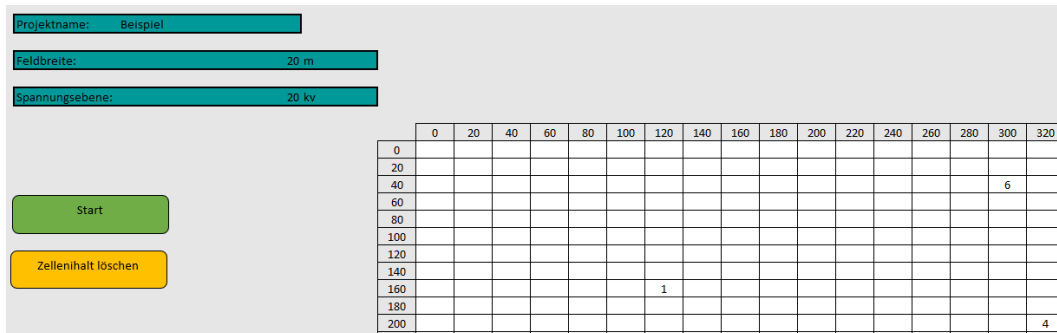 Projektname: Beispiel
Feldbreite: 20 m
Spannungsebene: 20 kv
0 20 40 60 80 100 120 140 160 180 200 220 240 260 280 300 320
0
20
40 6
60
Start
80
100
120
Zellenihalt löschen
140
160 1
180
200 4